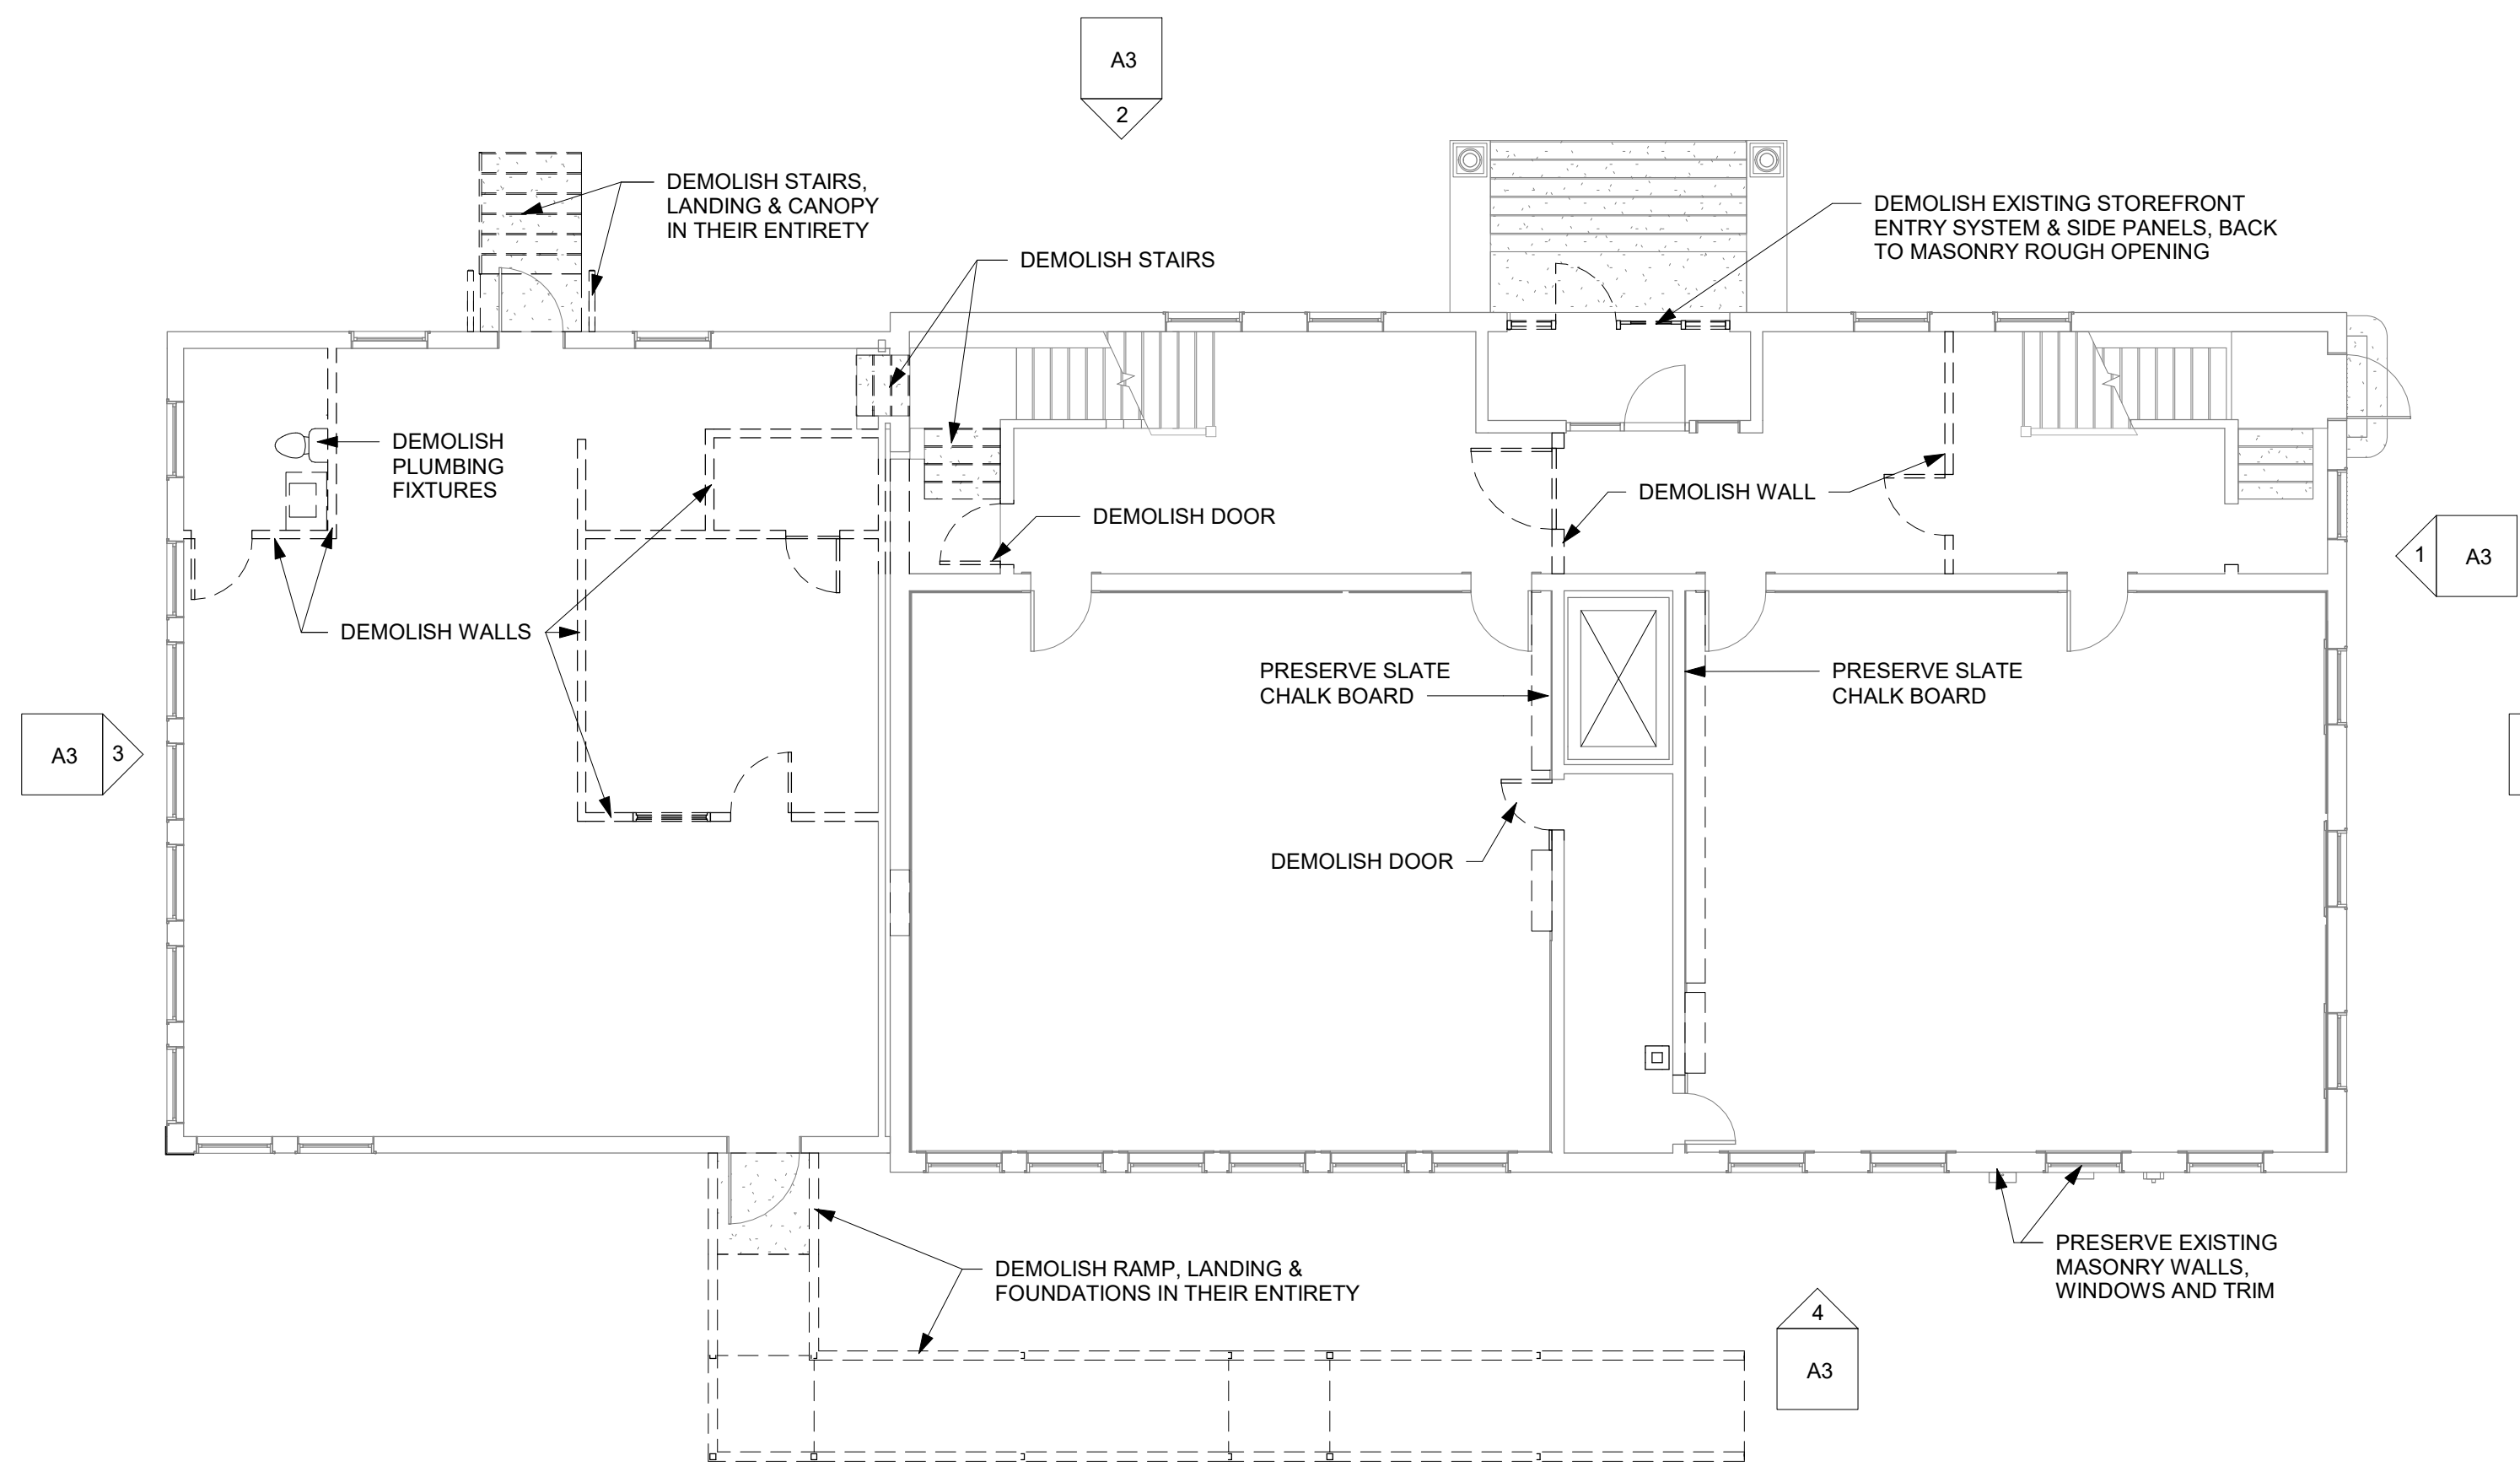 A3
2
DEMOLISH STAIRS,
LANDING & CANOPY
IN THEIR ENTIRETY
DEMOLISH EXISTING STOREFRONT
ENTRY SYSTEM & SIDE PANELS, BACK
TO MASONRY ROUGH OPENING
DEMOLISH STAIRS
DEMOLISH
PLUMBING
FIXTURES
DEMOLISH WALL
DEMOLISH DOOR
1
A3
DEMOLISH WALLS
PRESERVE SLATE
CHALK BOARD
PRESERVE SLATE
CHALK BOARD
A3
3
DEMOLISH DOOR
DEMOLISH RAMP, LANDING &
FOUNDATIONS IN THEIR ENTIRETY
PRESERVE EXISTING
MASONRY WALLS,
WINDOWS AND TRIM
4
A3